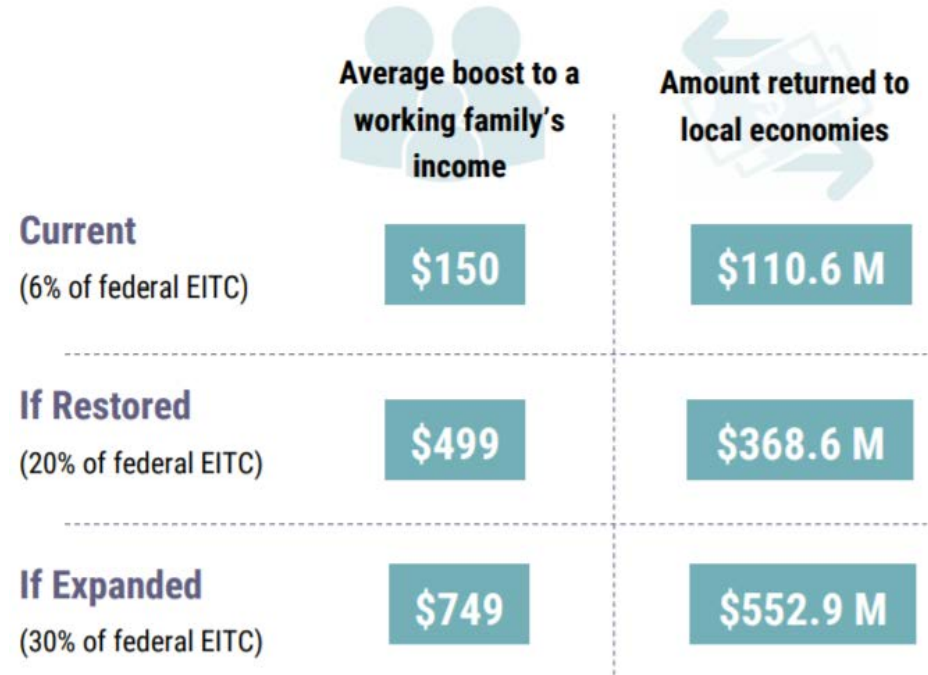 Average boost to a
working family's
income
Amount returned to
local economies
Current
(6% of federal EITC)
$150
$110.6 M
If Restored
(20% of federal EITC)
$499
$368.6 M
If Expanded
(30% of federal EITC)
$749
$552.9 M